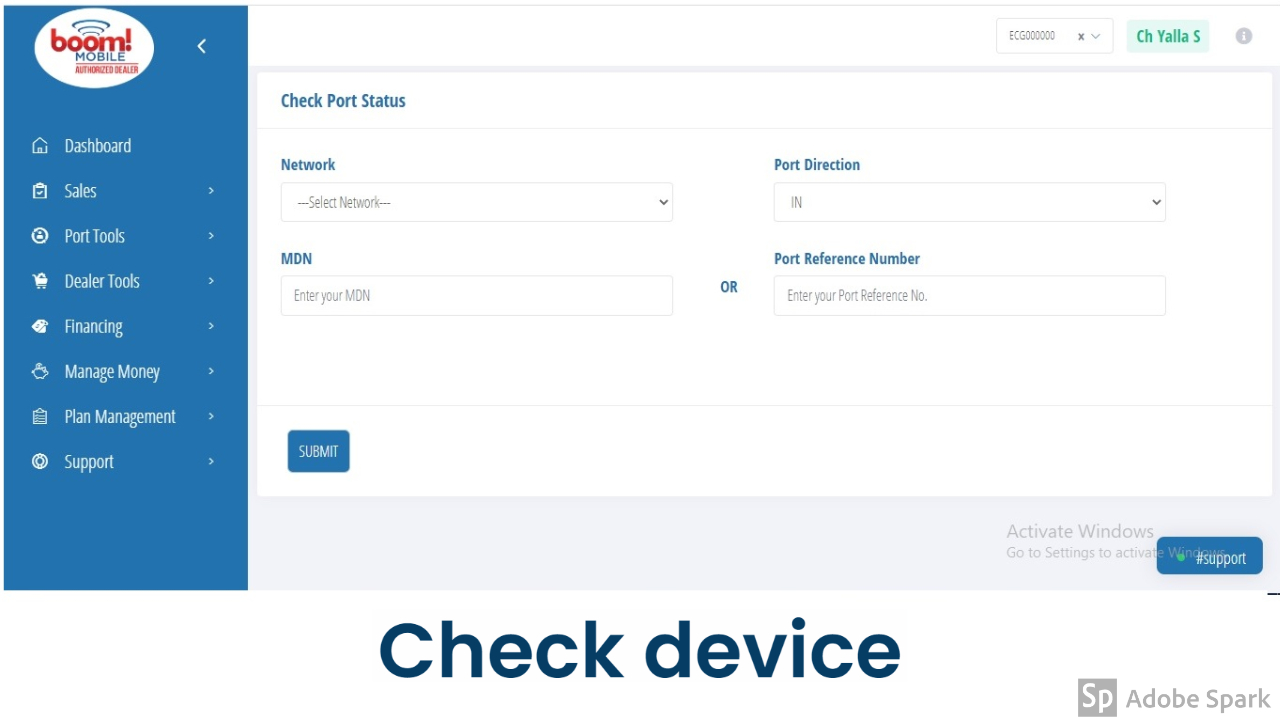 boom!
MOBILE
AUTHORIZED DEALER
ECG000000 x
Ch Yalla S
Check Port Status
Dashboard
Sales
Port Tools
Dealer Tools
Financing
Manage Money
Plan Management
Support
Network
Port Direction
---Select Network---
IN
MDN
Port Reference Number
Enter your MDN
OR
Enter your Port Reference No.
SUBMIT
Activate Windows
Go to Settings to activate Windows.
#support
Check device
Sp Adobe Spark